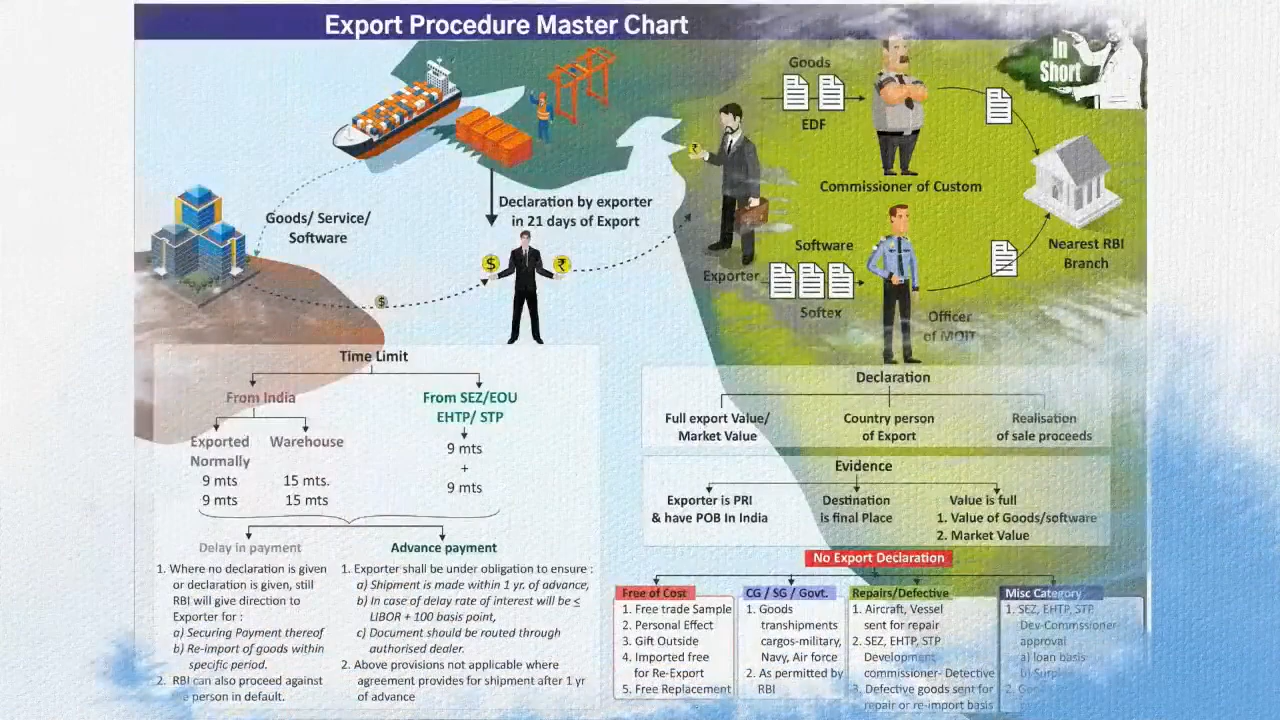 Export Procedure Master Chart
In
Short
Goods
EDF
Commissioner of Custom
Declaration by exporter
in 21 days of Export
Goods/ Service/
Software
$
₹
$
₹
Exporter
Software
Softex
Officer
of MOIT
Nearest RBI
Branch
Time Limit
From India
From SEZ/EOU
EHTP/ STP
Exported
Normally
Warehouse
9 mts
15 mts.
9 mts
15 mts
9 mts
+
9 mts
Delay in payment
1. Where no declaration is given
or declaration is given, still
RBI will give direction to
Exporter for :
a) Securing Payment thereof
b) Re-import of goods within
specific period.
2. RBI can also proceed against
person in default.
Advance payment
1. Exporter shall be under obligation to ensure :
a) Shipment is made within 1 yr. of advance,
b) In case of delay rate of interest will be ≤
LIBOR + 100 basis point,
c) Document should be routed through
authorised dealer.
2. Above provisions not applicable where
agreement provides for shipment after 1 yr
of advance
Declaration
Full export Value/
Market Value
Country person
of Export
Realisation
of sale proceeds
Evidence
Exporter is PRI
& have POB In India
Destination
is final Place
Value is full
1. Value of Goods/software
2. Market Value
No Export Declaration
Free of Cost
1. Free trade Sample
2. Personal Effect
3. Gift Outside
4. Imported free
for Re-Export
5. Free Replacement
CG / SG / Govt.
1. Goods
transhipments
cargos-military,
Navy, Air force
2. As permitted by
RBI
Repairs/Defective
1. Aircraft, Vessel
sent for repair
2. SEZ, EHTP, STP
Development
commissioner- Defective
3. Defective goods sent for
repair or re-import basis
Misc Category
1. SEZ, EHTP, STP
Dev-Commssioner
approval
a) loan basis
b)
2.